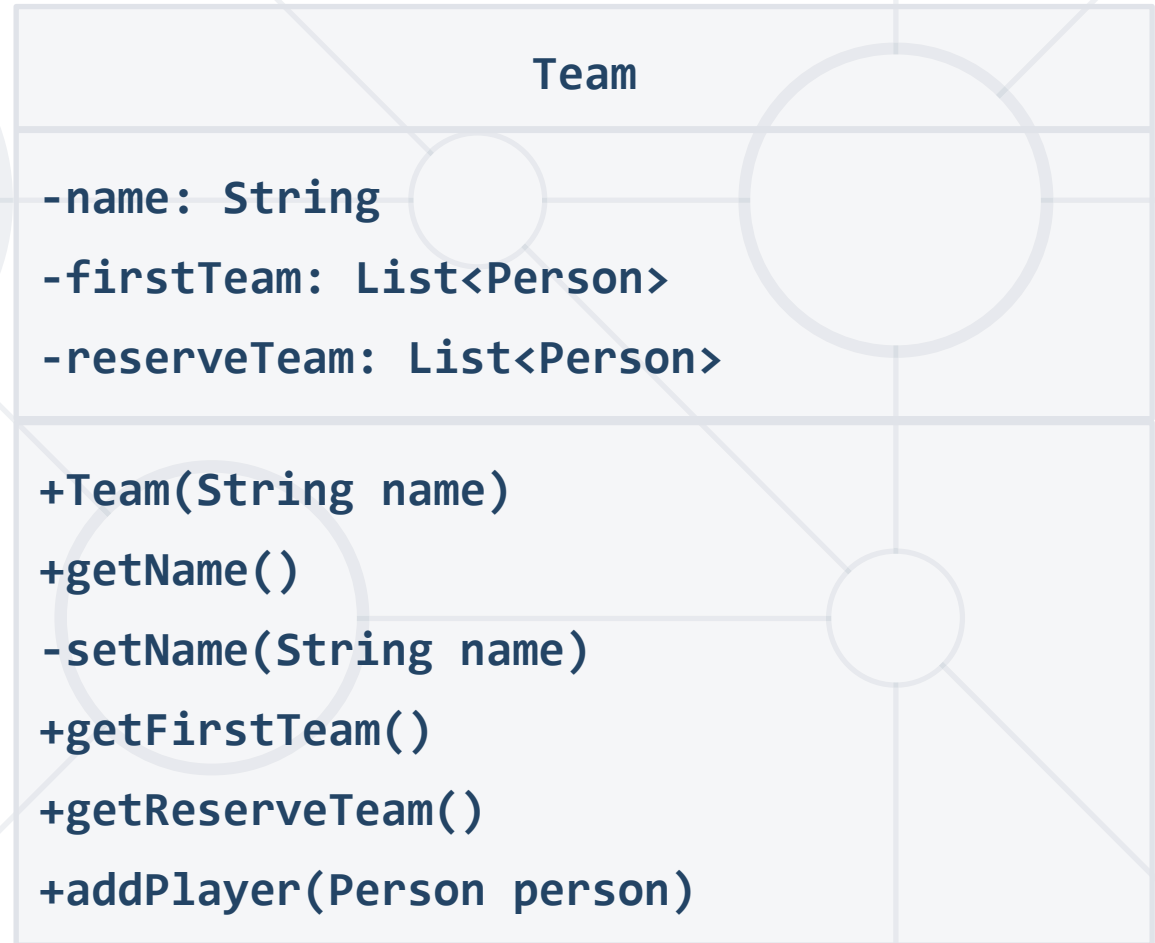 Team
-name: String
-firstTeam: List<Person>
-reserveTeam: List<Person>
+Team(String name)
+getName()
-setName(String name)
+getFirstTeam()
+getReserveTeam()
+addPlayer(Person person)